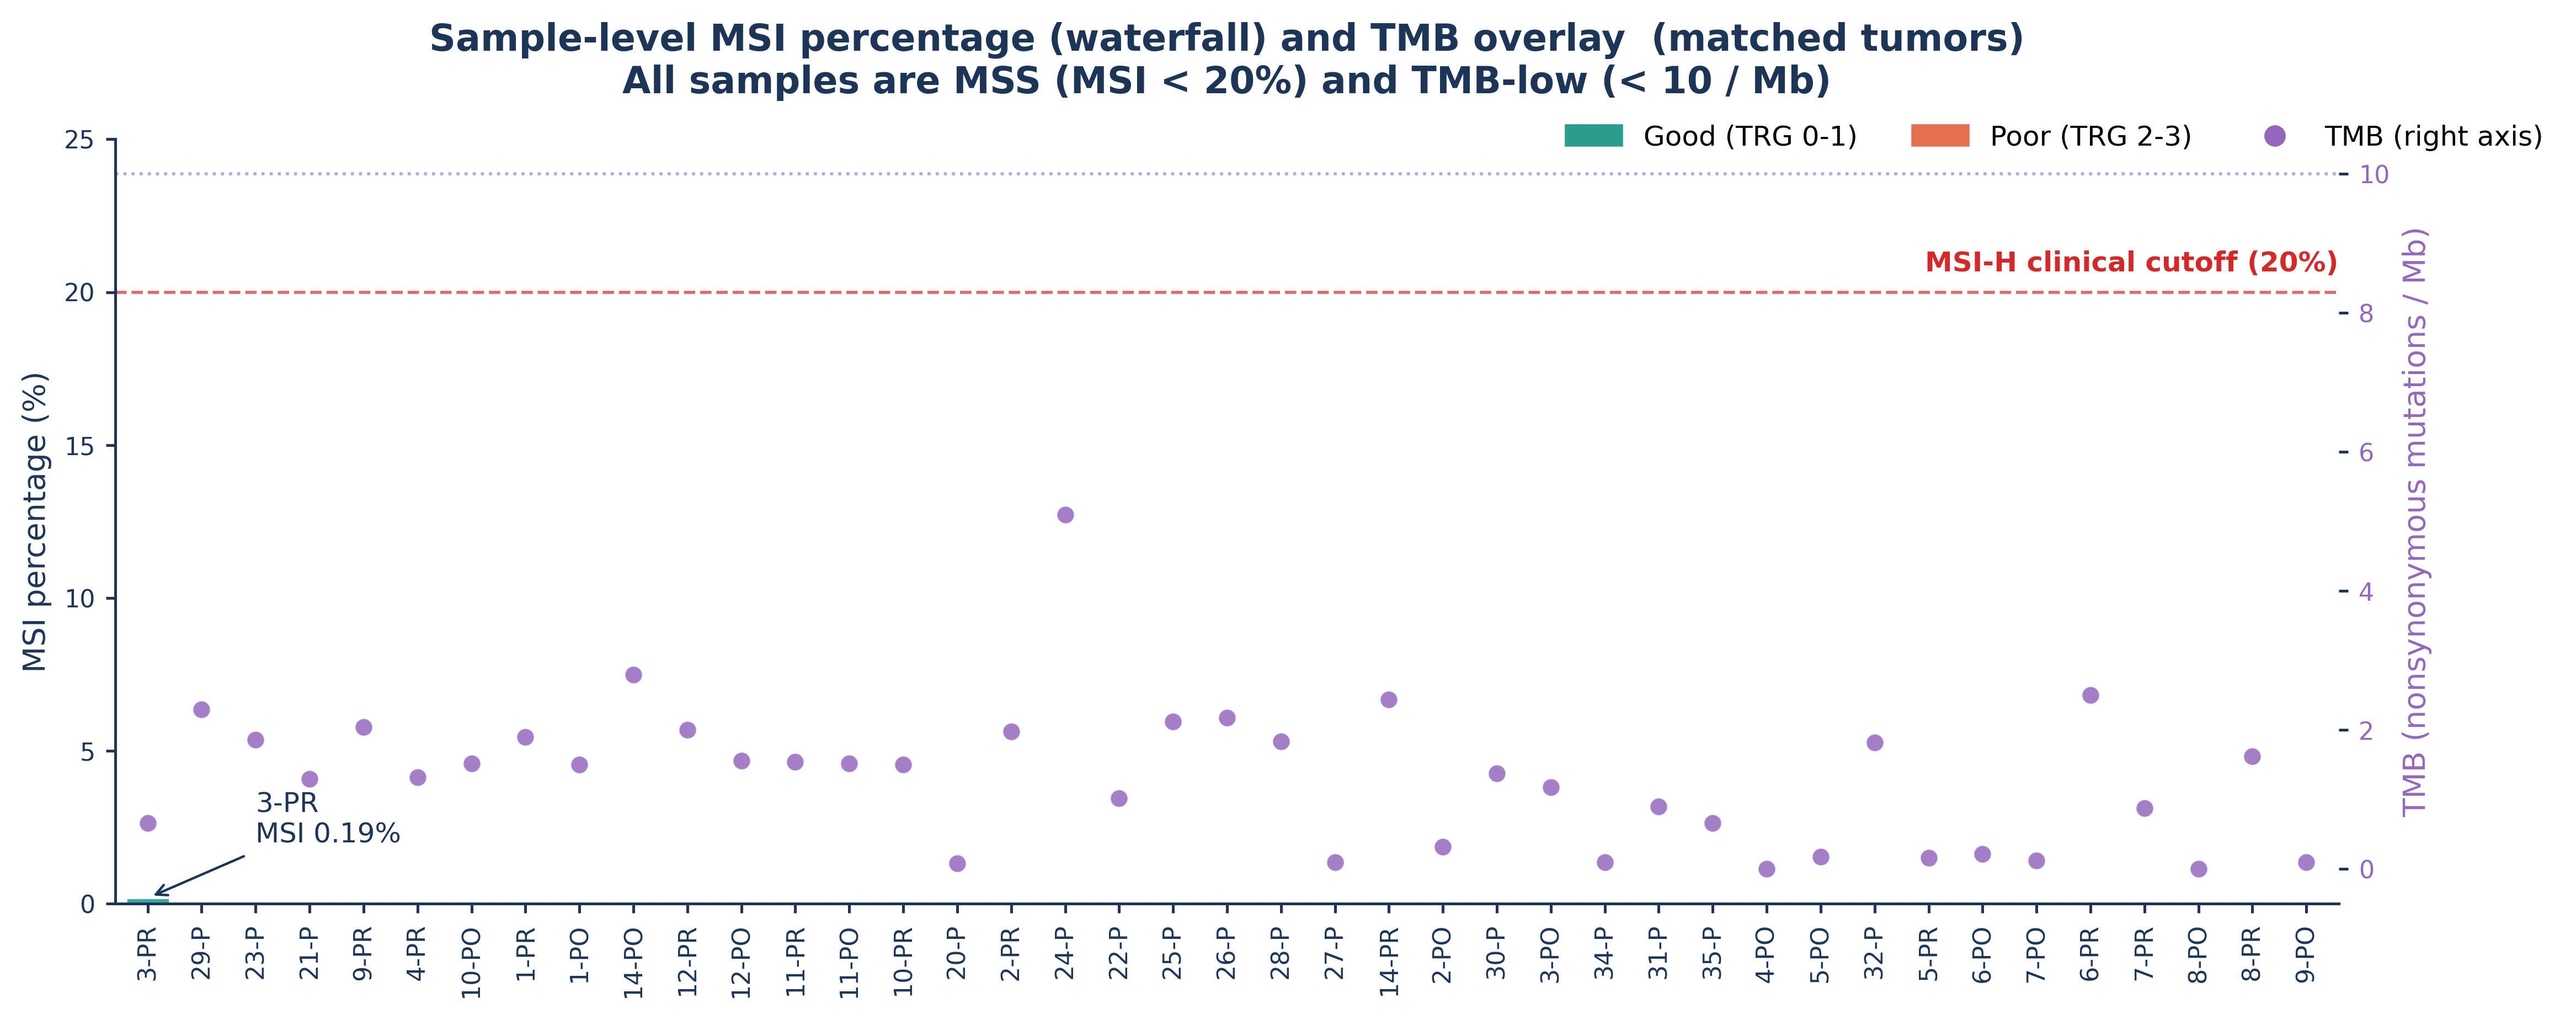 Sample-level MSI percentage (waterfall) and TMB overlay  (matched tumors)
All samples are MSS (MSI < 20%) and TMB-low (< 10 / Mb)
Good (TRG 0-1)
Poor (TRG 2-3)
TMB (right axis)
MSI percentage (%)
25
20
15
10
5
0
MSI-H clinical cutoff (20%)
3-PR
MSI 0.19%
10
8
6
4
2
0
TMB (nonsynonymous mutations / Mb)
3-PR
29-P
23-P
21-P
9-PR
4-PR
10-PO
1-PR
1-PO
14-PO
12-PR
12-PO
11-PR
11-PO
10-PR
20-P
2-PR
24-P
22-P
25-P
26-P
28-P
27-P
14-PR
2-PO
30-P
3-PO
34-P
31-P
35-P
4-PO
5-PO
32-P
5-PR
6-PO
7-PO
6-PR
7-PR
8-PO
8-PR
9-PO